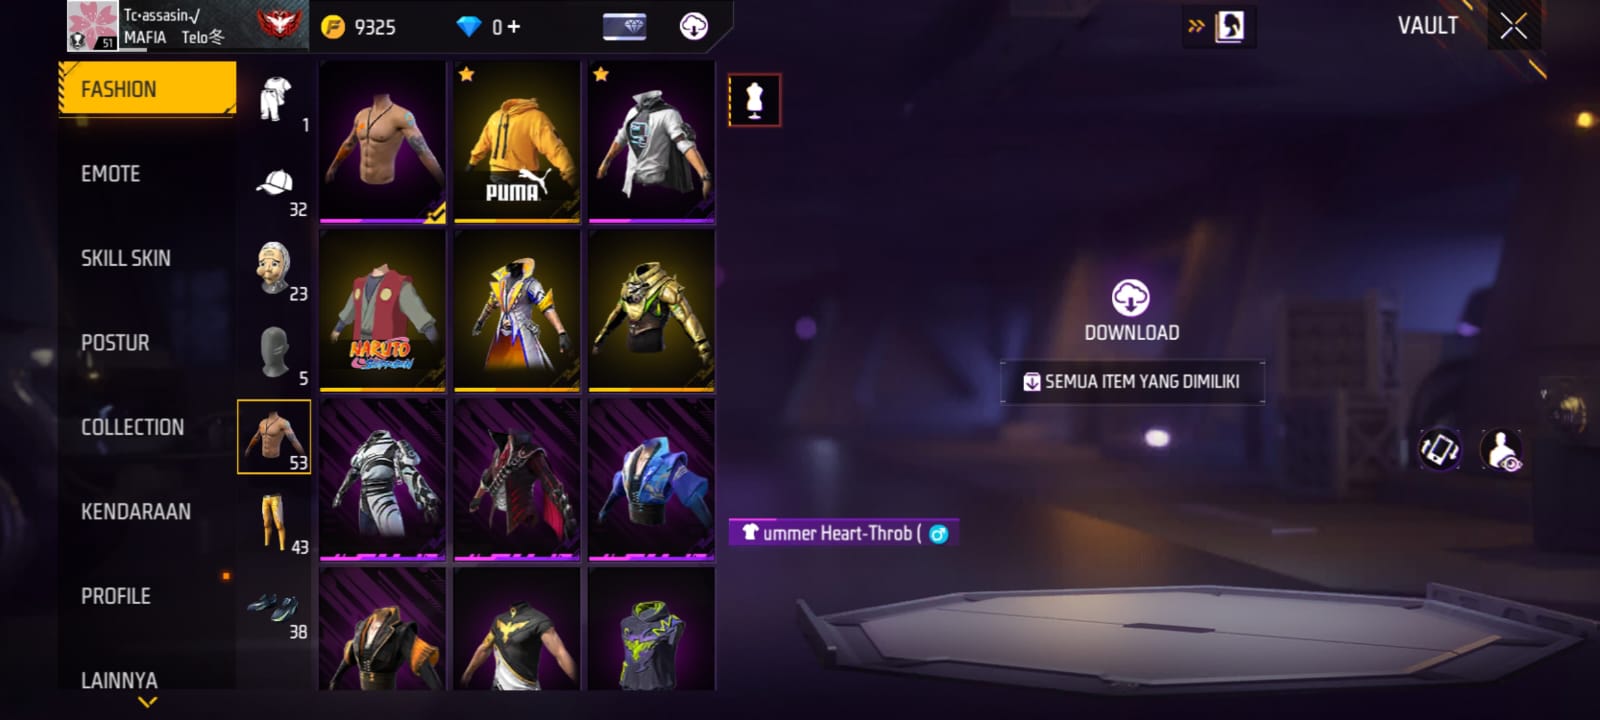 Tc•assasin√
MAFIA Telo冬
51
9325
0 +
VAULT
FASHION
EMOTE
SKILL SKIN
POSTUR
COLLECTION
KENDARAAN
PROFILE
LAINNYA
1
32
23
5
53
43
38
PUMA
NARUTO
SHIPPUDEN
DOWNLOAD
SEMUA ITEM YANG DIMILIKI
ummer Heart-Throb (